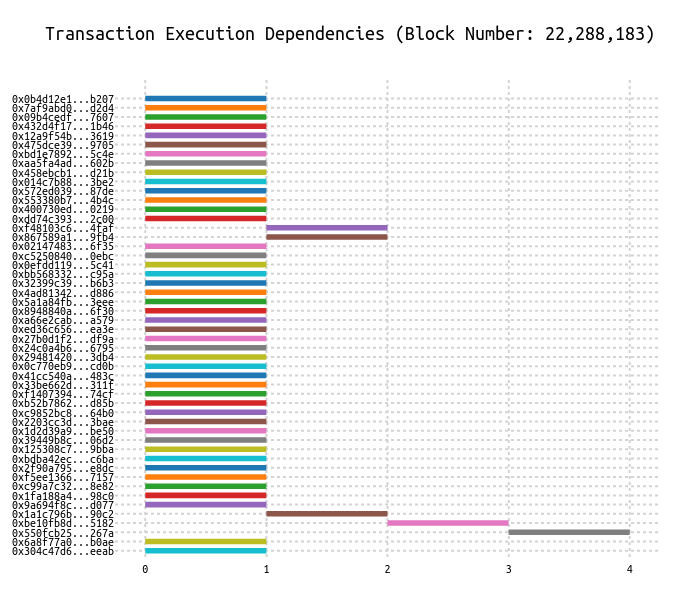 Transaction Execution Dependencies (Block Number: 22,288,183)
0x0b4d12e1...b207
0x7af9abd0...d2d4
0x09b4cedf...7607
0x432d4f17...1b46
0x12a9f54b...3619
0x475dce39...9705
0xbd1e7892...5c4e
0xaa5fa4ad...602b
0x458ebcb1...d21b
0x014c7b88...3be2
0x572ed039...87de
0x553380b7...4b4c
0x400730ed...0219
0xdd74c393...2c00
0xf48103c6...4faf
0x867589a1...9fb4
0x02147483...6f35
0xc5250840...0ebc
0x0efdd119...5c41
0xbb568332...c95a
0x32399c39...b6b3
0x4ad81342...d886
0x5a1a84fb...3eee
0x8948840a...6f30
0xa66e2cab...a579
0xed36c656...ea3e
0x27b0d1f2...df9a
0x24c0a4b6...6795
0x29481420...3db4
0x0c770eb9...cd0b
0x41cc540a...483c
0x33be662d...311f
0xf1407394...74cf
0xb52b7862...d85b
0xc9852bc8...64b0
0x2203cc3d...3bae
0x1d2d39a9...be50
0x39449b8c...06d2
0x125308c7...9bba
0xbdba42ec...c6ba
0x2f90a795...e8dc
0xf5ee1366...7157
0xc99a7c32...8e82
0x1fa188a4...98c0
0x9a694f8c...d077
0x1a1c796b...90c2
0xbe10fb8d...5182
0x550fcb25...267a
0x6a8f77a0...b0ae
0x304c47d6...eeab
0 1 2 3 4